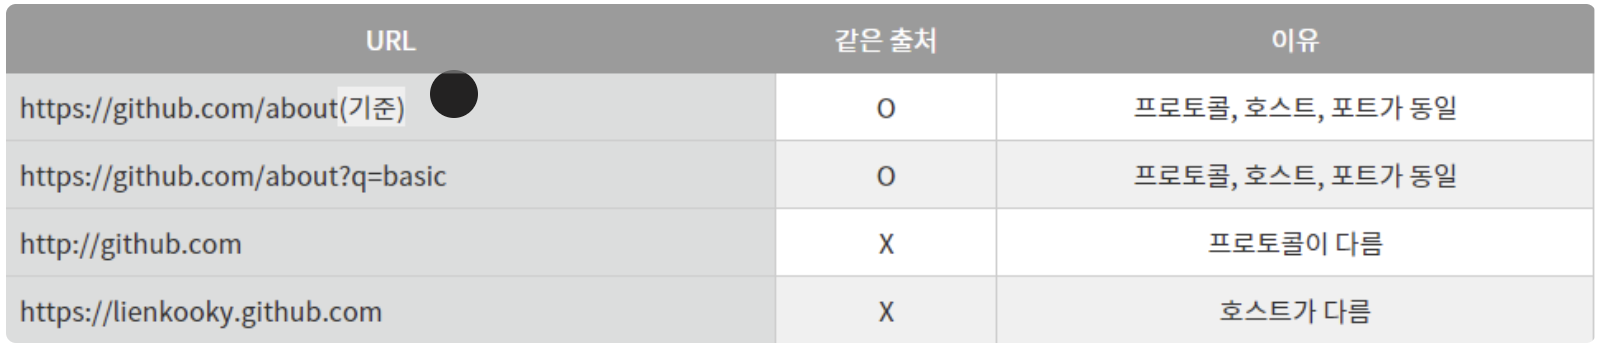 URL 같은 출처 이유
https://github.com/about(기준) O 프로토콜, 호스트, 포트가 동일
https://github.com/about?q=basic O 프로토콜, 호스트, 포트가 동일
http://github.com X 프로토콜이 다름
https://lienkooky.github.com X 호스트가 다름